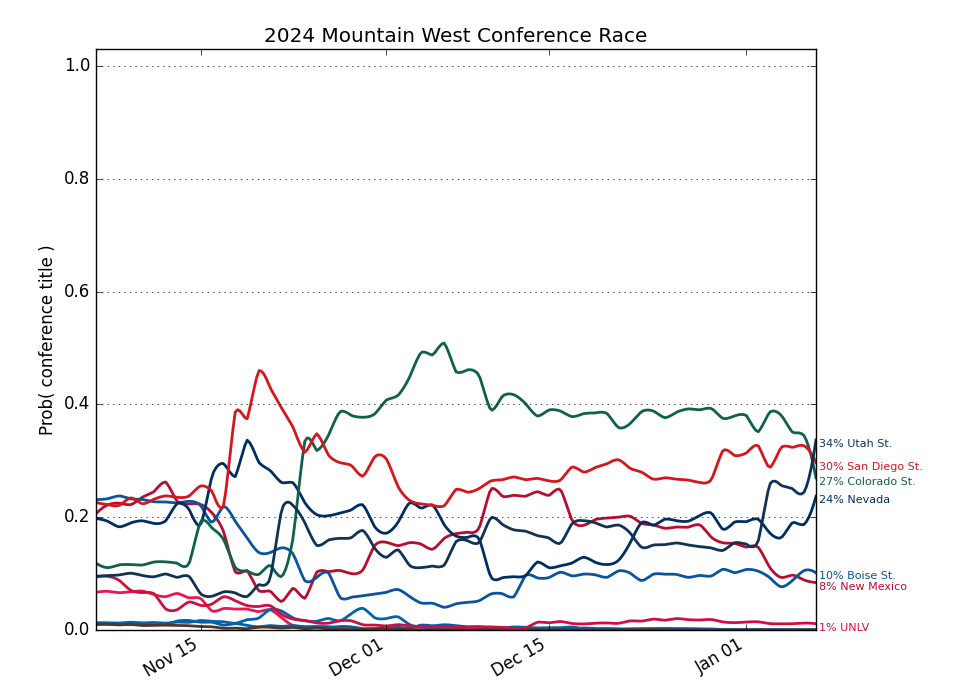 2024 Mountain West Conference Race
Prob( conference title )
1.0
0.8
0.6
0.4
0.2
0.0
34% Utah St.
30% San Diego St.
27% Colorado St.
24% Nevada
10% Boise St.
8% New Mexico
1% UNLV
Nov 15
Dec 01
Dec 15
Jan 01